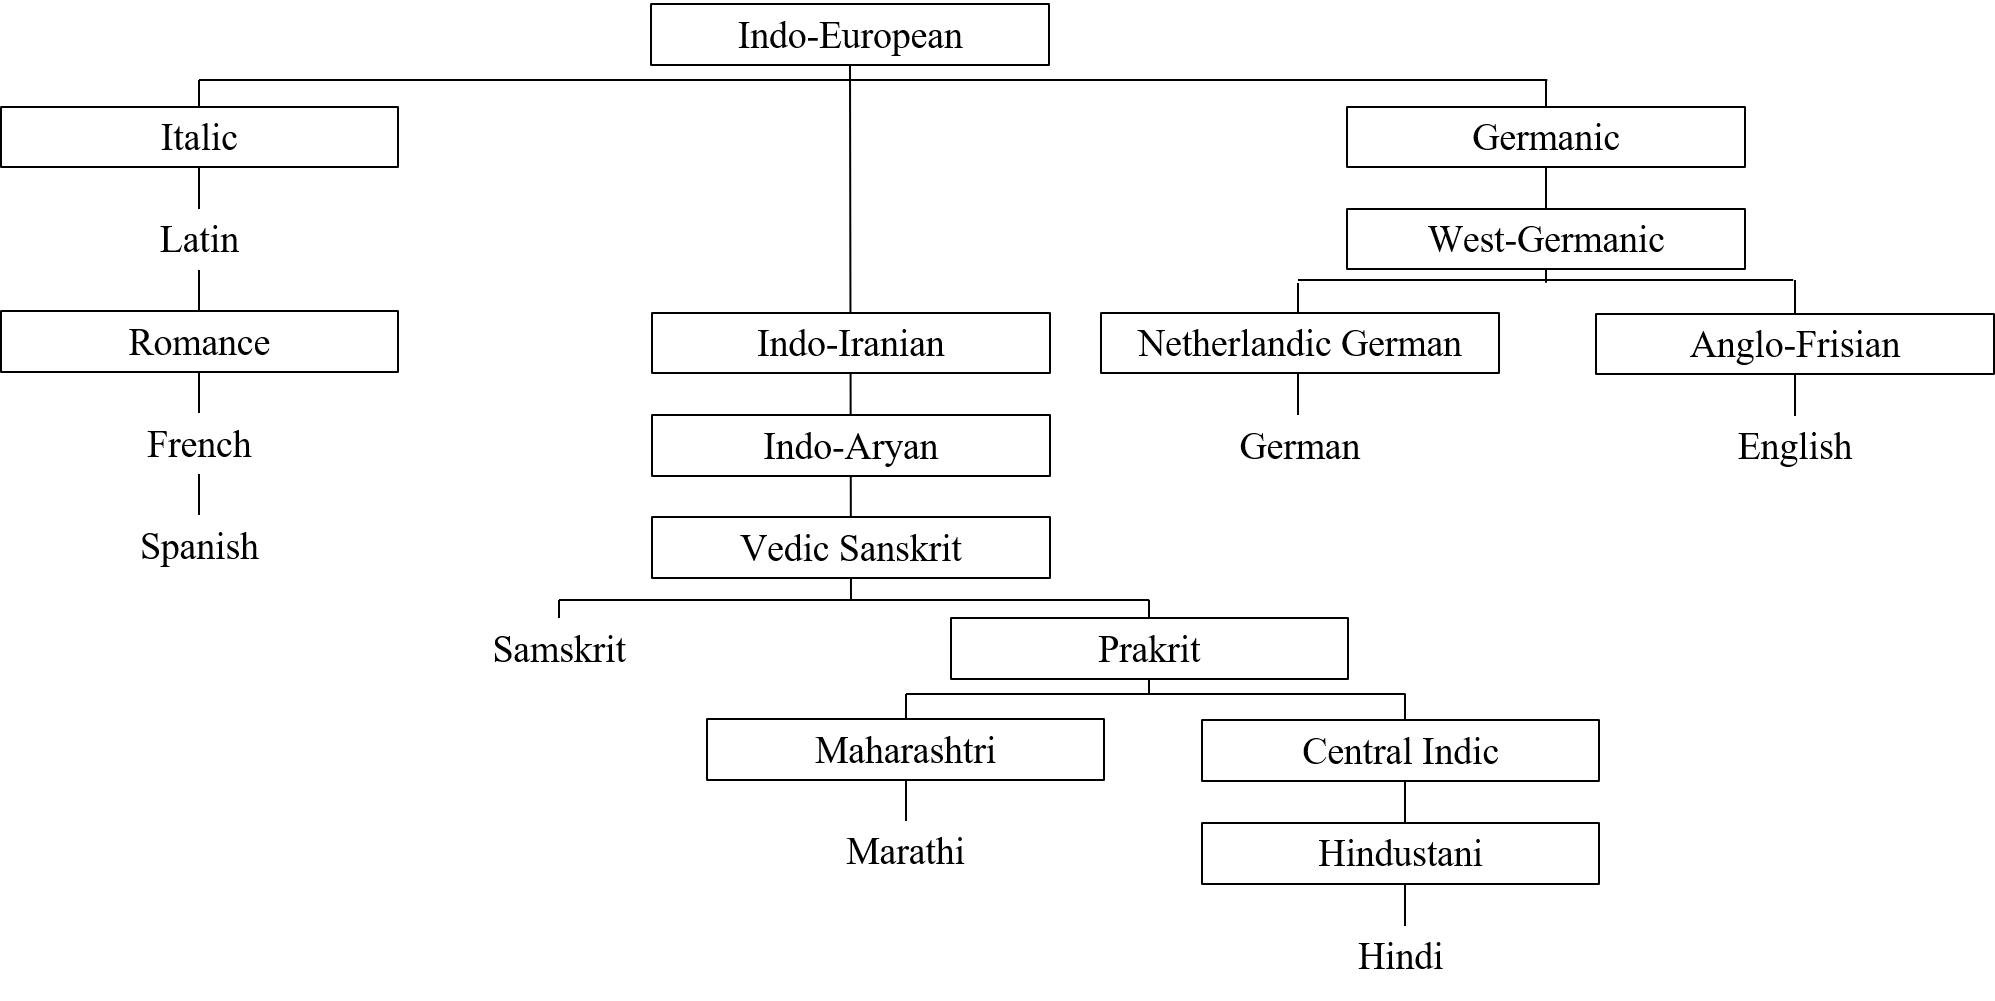 Indo-European
Italic
Germanic
Latin
West-Germanic
Romance
Indo-Iranian
Netherlandic German
Anglo-Frisian
French
Indo-Aryan
German
English
Spanish
Vedic Sanskrit
Samskrit
Prakrit
Maharashtri
Central Indic
Marathi
Hindustani
Hindi